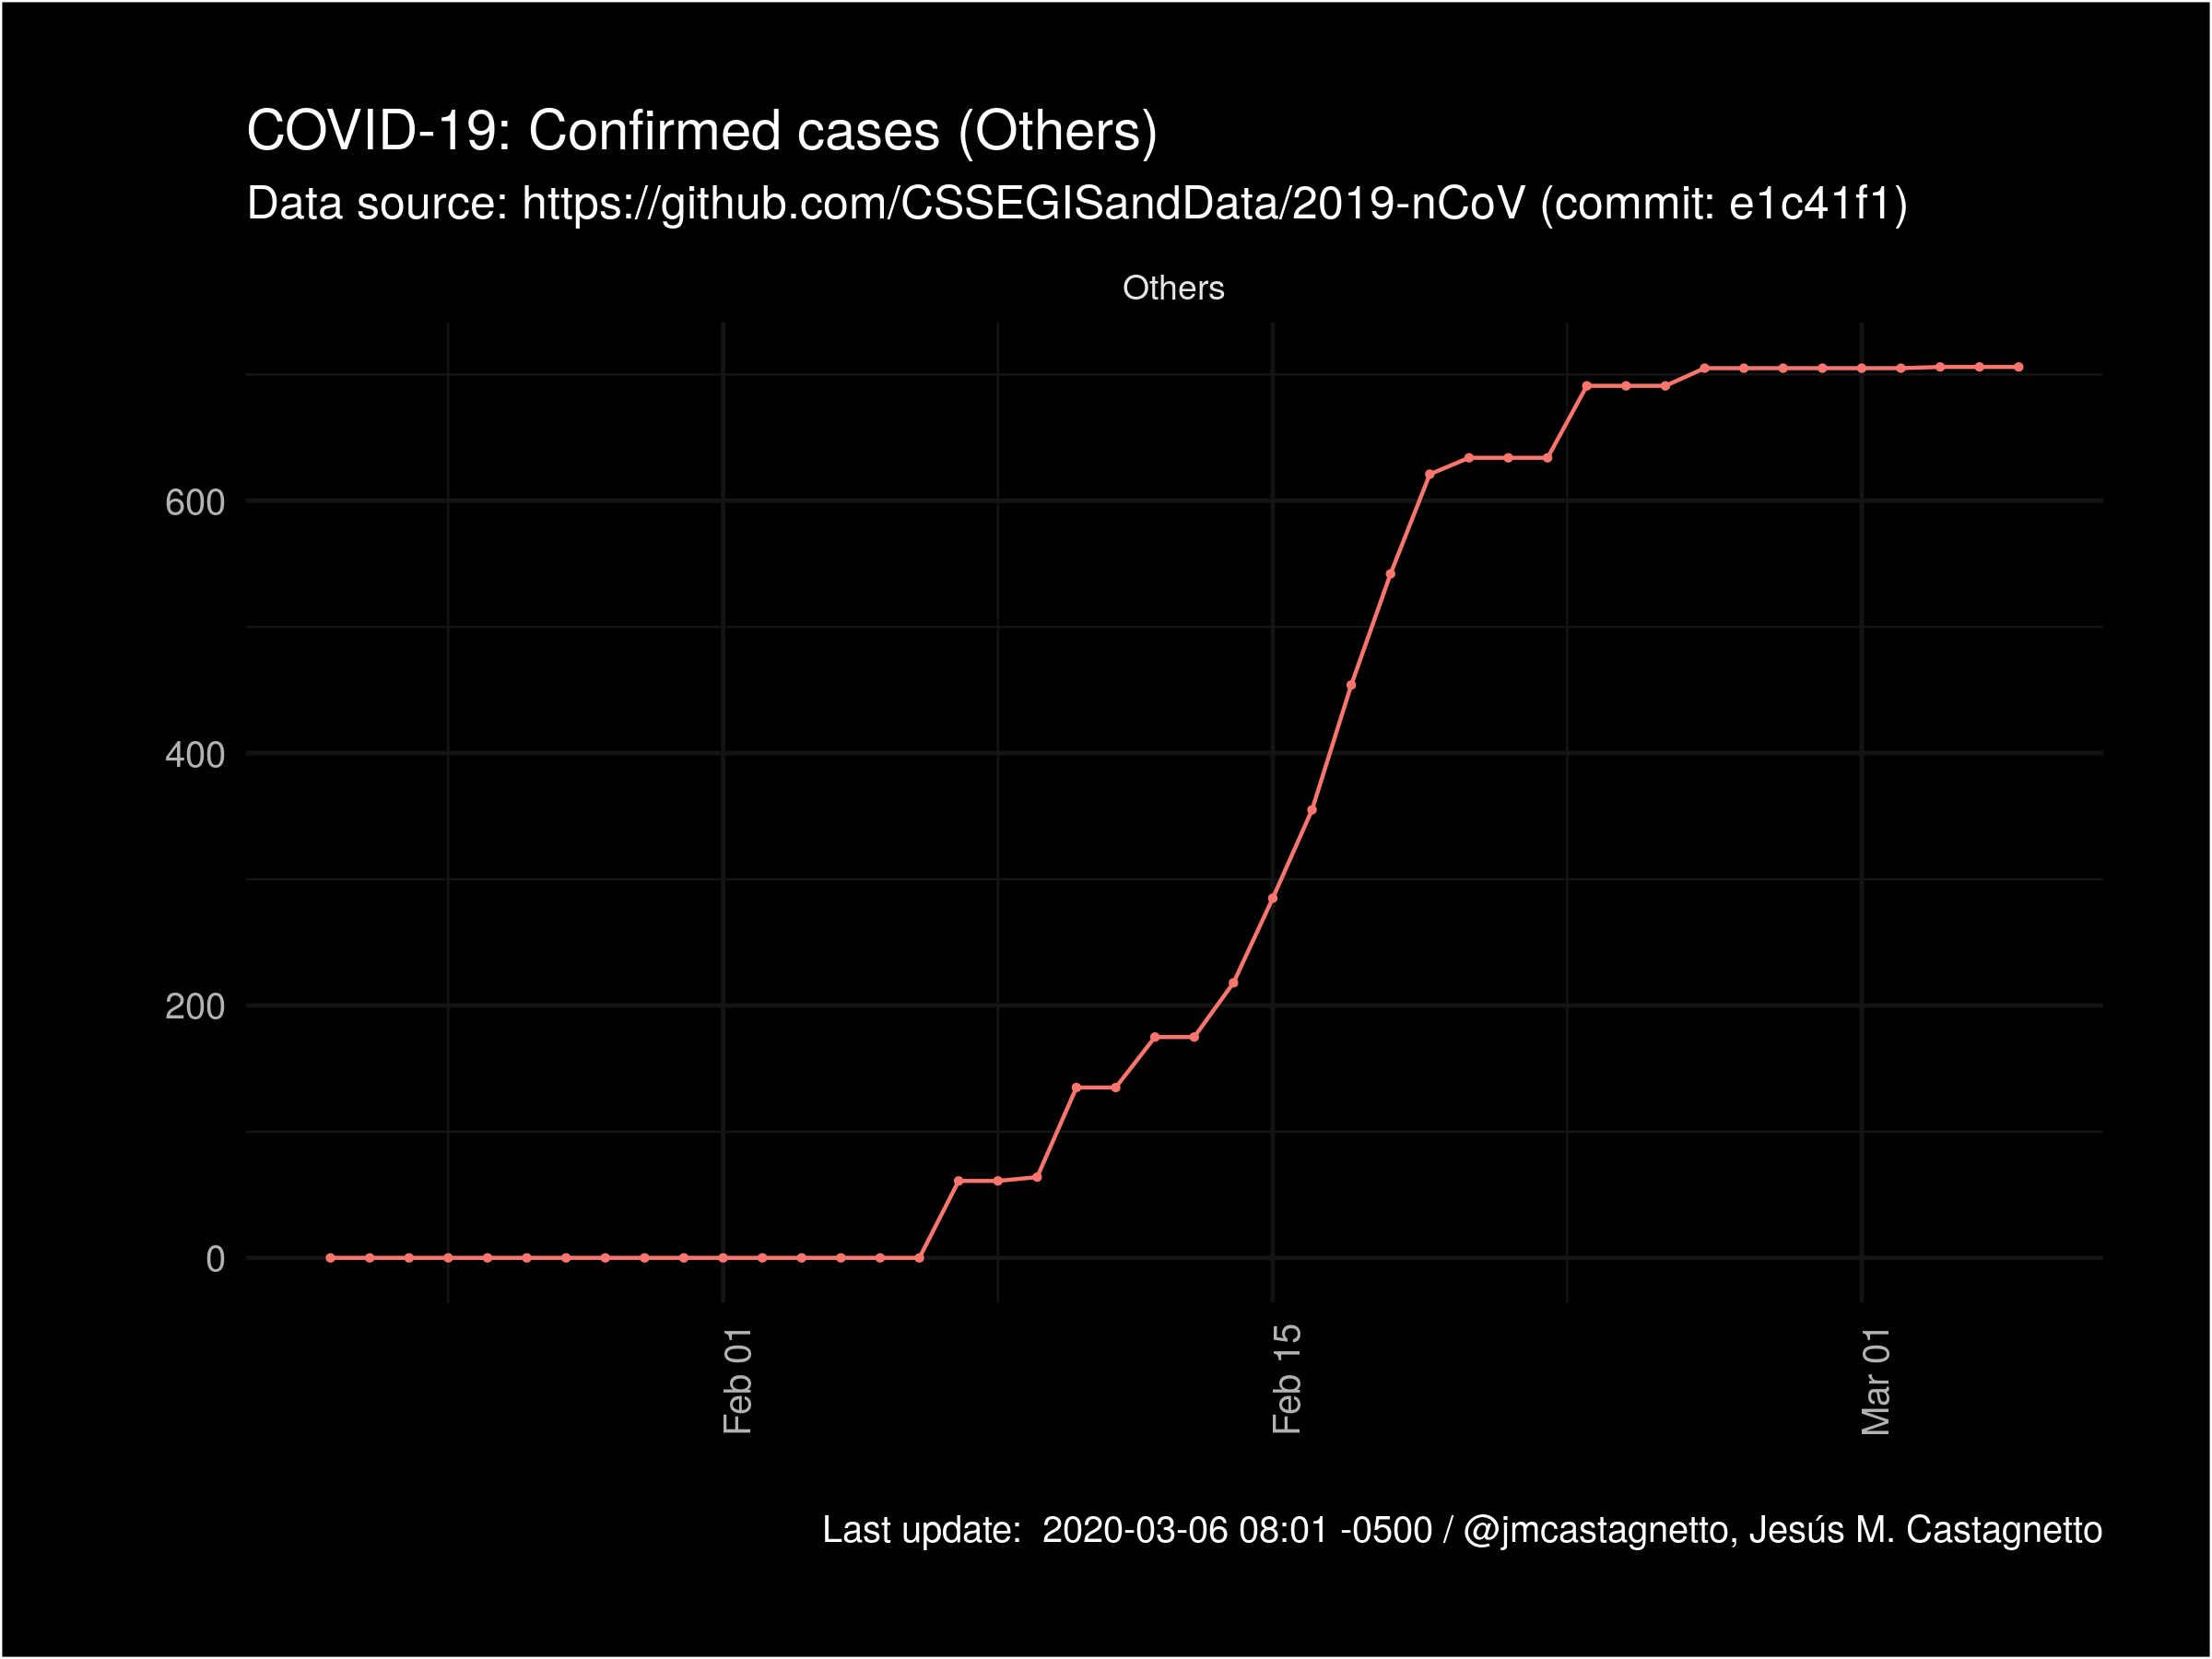 COVID-19: Confirmed cases (Others)
Data source: https://github.com/CSSEGISandData/2019-nCoV (commit: e1c41f1)
Others
600
400
200
0
Feb 01
Feb 15
Mar 01
Last update:  2020-03-06 08:01 -0500 / @jmcastagnetto, Jesús M. Castagnetto